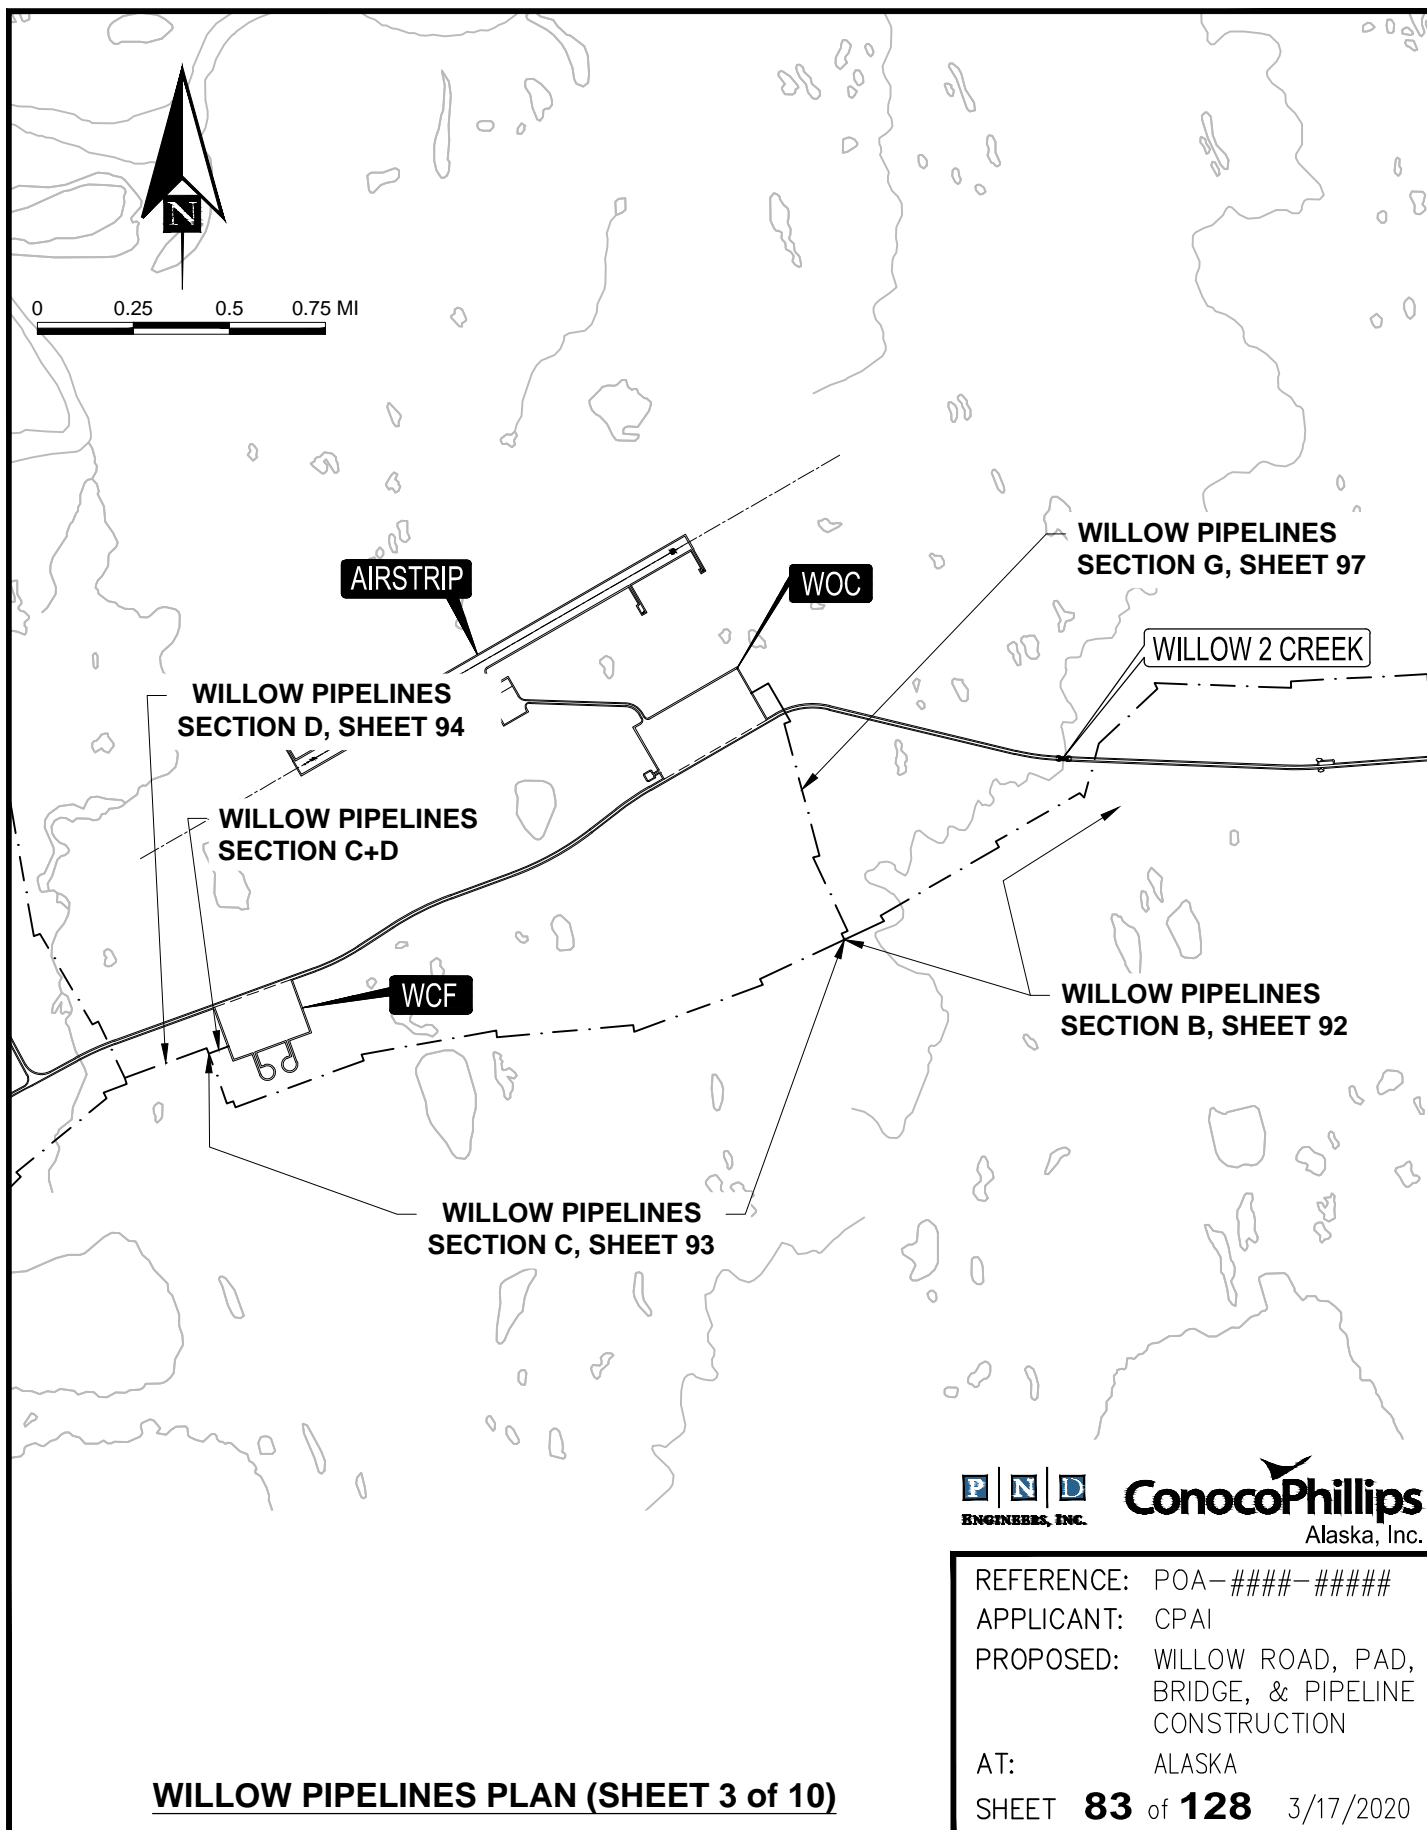 N
0 0.25 0.5 0.75 MI
WILLOW PIPELINES
SECTION G, SHEET 97
AIRSTRIP
WOC
WILLOW 2 CREEK
WILLOW PIPELINES
SECTION D, SHEET 94
WILLOW PIPELINES
SECTION C+D
WCF
WILLOW PIPELINES
SECTION B, SHEET 92
WILLOW PIPELINES
SECTION C, SHEET 93
P N D
ENGINEERS, INC.
ConocoPhillips
Alaska, Inc.
REFERENCE: POA-####-#####
APPLICANT: CPAI
PROPOSED: WILLOW ROAD, PAD,
BRIDGE, & PIPELINE
CONSTRUCTION
AT: ALASKA
SHEET 83 of 128 3/17/2020
WILLOW PIPELINES PLAN (SHEET 3 of 10)